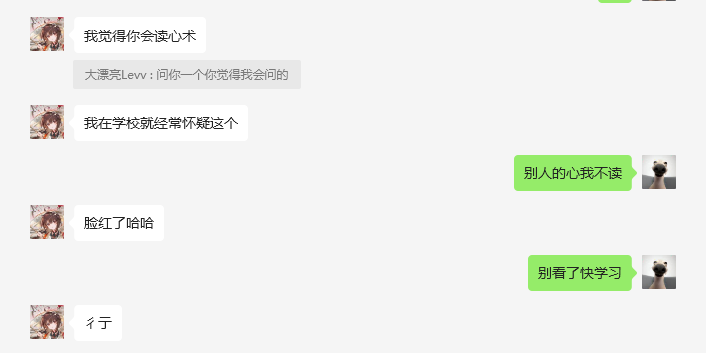 我觉得你会读心术
大漂亮Levv : 问你一个你觉得我会问的
我在学校就经常怀疑这个
别人的心我不读
脸红了哈哈
别看了快学习
彳亍